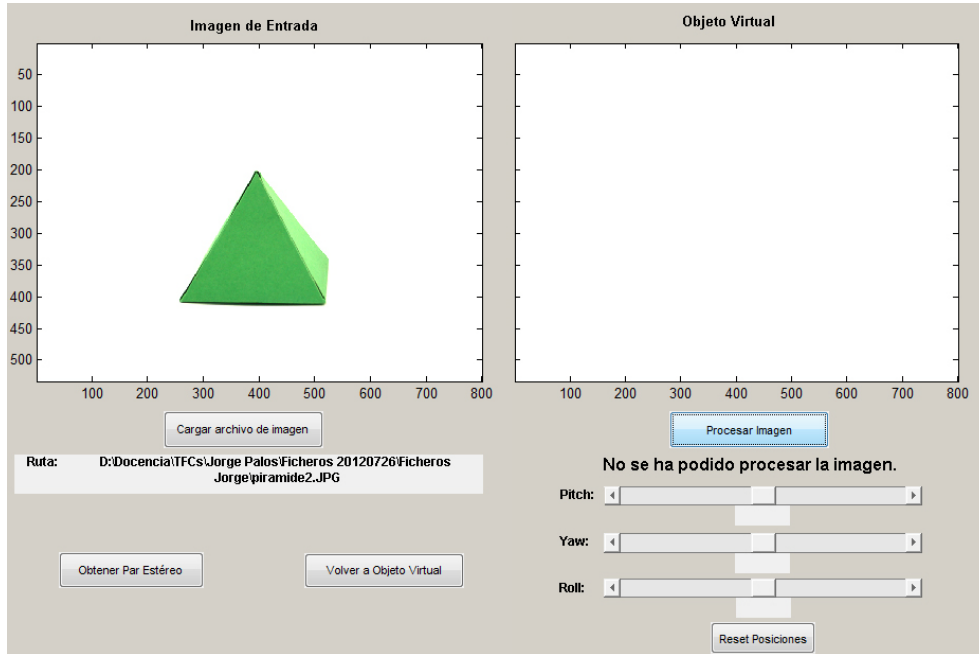 Imagen de Entrada
50
100
150
200
250
300
350
400
450
500
100 200 300 400 500 600 700 800
Cargar archivo de imagen
Ruta: D:\Docencia\TFCs\Jorge Palos\Ficheros 20120726\Ficheros
Jorge\piramide2.JPG
Obtener Par Estéreo
Volver a Objeto Virtual
Objeto Virtual
100 200 300 400 500 600 700 800
Procesar Imagen
No se ha podido procesar la imagen.
Pitch:
Yaw:
Roll:
Reset Posiciones